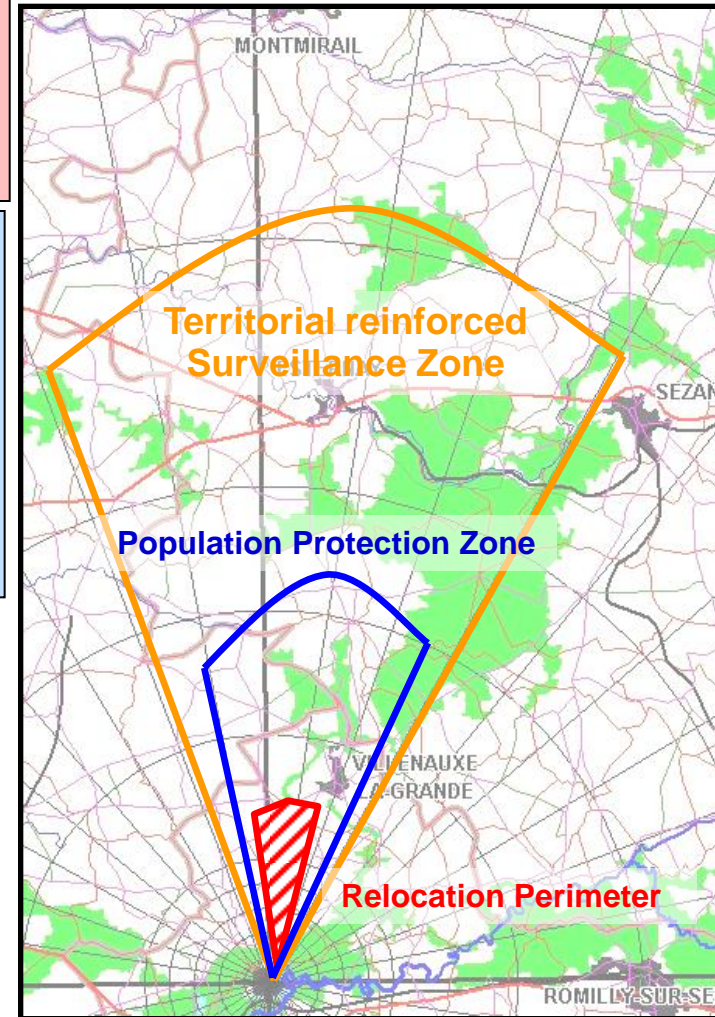 MONTMIRAIL
Territorial reinforced
Surveillance Zone
SEZAN
Population Protection Zone
VILLENAUXE
LA-GRANDE
Relocation Perimeter
ROMILLY-SUR-SE